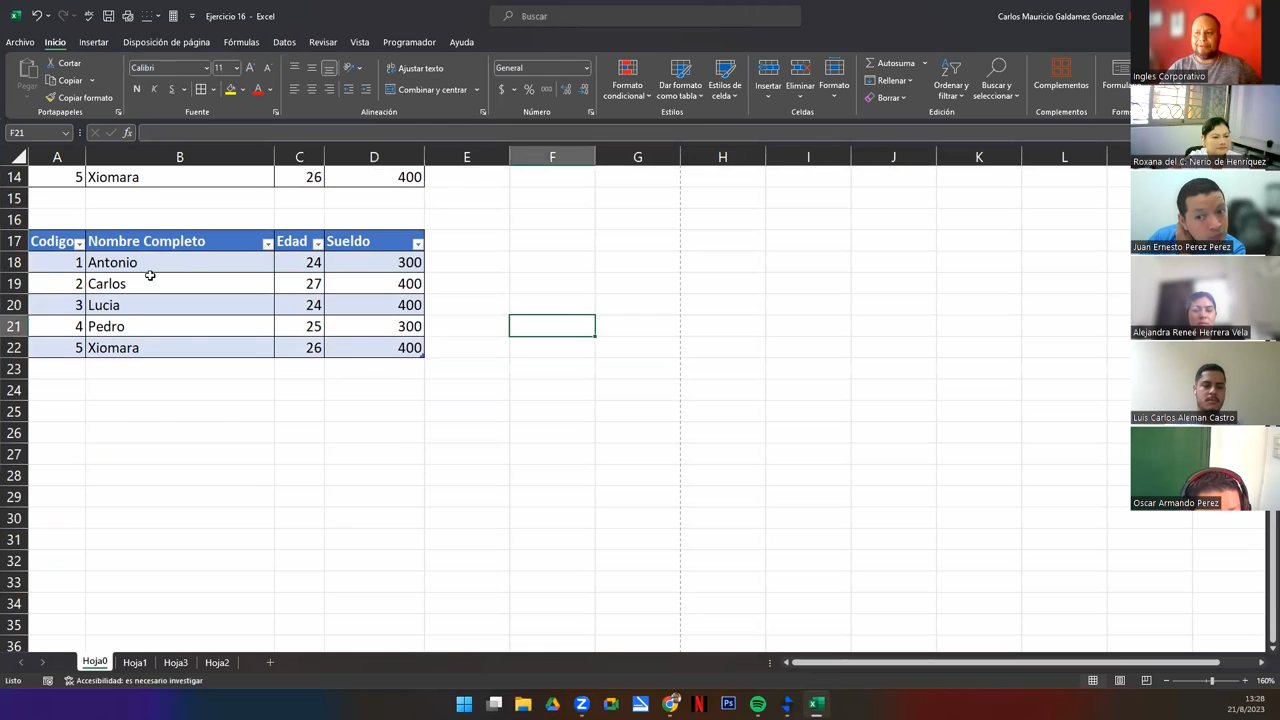 Ejercicio 16 - Excel
Buscar
Carlos Mauricio Galdamez Gonzalez
Archivo Inicio Insertar Disposición de página Fórmulas Datos Revisar Vista Programador Ayuda
Pegar
Cortar
Copiar
Copiar formato
Portapapeles
Calibri 11
N K S
Fuente
Ajustar texto
Combinar y centrar
Alineación
General
$ %
Número
Formato condicional
Dar formato como tabla
Estilos de celda
Estilos
Insertar
Eliminar
Formato
Celdas
Autosuma
Rellenar
Borrar
Ordenar y filtrar
Buscar y seleccionar
Edición
Complementos
Complementos
F21
fx
A B C D E F G H I J K L
14 5 Xiomara 26 400
15
16
17 Codigo Nombre Completo Edad Sueldo
18 1 Antonio 24 300
19 2 Carlos 27 400
20 3 Lucia 24 400
21 4 Pedro 25 300
22 5 Xiomara 26 400
23
24
25
26
27
28
29
30
31
32
33
34
35
36
Hoja0 Hoja1 Hoja3 Hoja2
Listo
Accesibilidad: es necesario investigar
160%
13:28
21/8/2023
Ingles Corporativo
Roxana del C. Nerio de Henríquez
Juan Ernesto Perez Perez
Alejandra Reneé Herrera Vela
Luis Carlos Aleman Castro
Oscar Armando Perez